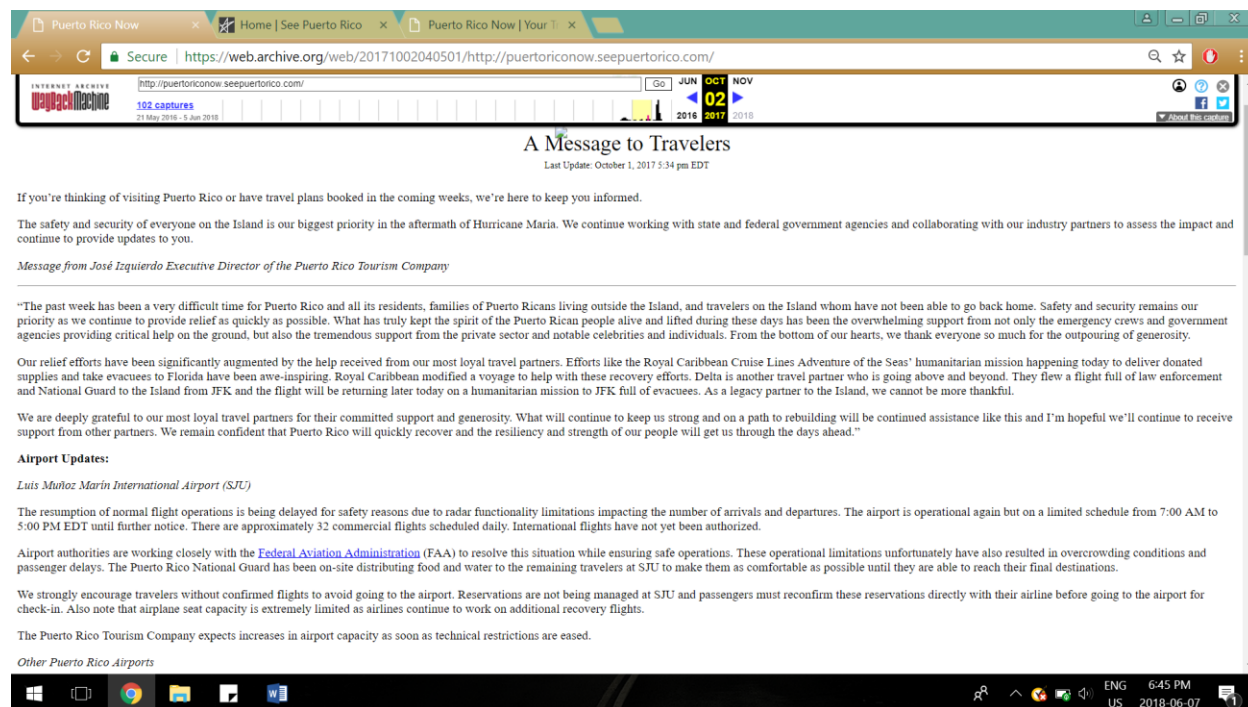 Puerto Rico Now
Home | See Puerto Rico
Puerto Rico Now | Your T
Secure | https://web.archive.org/web/20171002040501/http://puertoriconow.seepuertorico.com/
INTERNET ARCHIVE
WayBackMachine
http://puertoriconow.seepuertorico.com/
Go
JUN OCT NOV
102 captures
02
21 May 2016 - 5 Jun 2018
2016 2017 2018
About this capture
A Message to Travelers
Last Update: October 1, 2017 5:34 pm EDT
If you’re thinking of visiting Puerto Rico or have travel plans booked in the coming weeks, we’re here to keep you informed.
The safety and security of everyone on the Island is our biggest priority in the aftermath of Hurricane Maria. We continue working with state and federal government agencies and collaborating with our industry partners to assess the impact and
continue to provide updates to you.
Message from José Izquierdo Executive Director of the Puerto Rico Tourism Company
“The past week has been a very difficult time for Puerto Rico and all its residents, families of Puerto Ricans living outside the Island, and travelers on the Island whom have not been able to go back home. Safety and security remains our
priority as we continue to provide relief as quickly as possible. What has truly kept the spirit of the Puerto Rican people alive and lifted during these days has been the overwhelming support from not only the emergency crews and government
agencies providing critical help on the ground, but also the tremendous support from the private sector and notable celebrities and individuals. From the bottom of our hearts, we thank everyone so much for the outpouring of generosity.
Our relief efforts have been significantly augmented by the help received from our most loyal travel partners. Efforts like the Royal Caribbean Cruise Lines Adventure of the Seas’ humanitarian mission happening today to deliver donated
supplies and take evacuees to Florida have been awe-inspiring. Royal Caribbean modified a voyage to help with these recovery efforts. Delta is another travel partner who is going above and beyond. They flew a flight full of law enforcement
and National Guard to the Island from JFK and the flight will be returning later today on a humanitarian mission to JFK full of evacuees. As a legacy partner to the Island, we cannot be more thankful.
We are deeply grateful to our most loyal travel partners for their committed support and generosity. What will continue to keep us strong and on a path to rebuilding will be continued assistance like this and I’m hopeful we’ll continue to receive
support from other partners. We remain confident that Puerto Rico will quickly recover and the resiliency and strength of our people will get us through the days ahead.”
Airport Updates:
Luis Muñoz Marín International Airport (SJU)
The resumption of normal flight operations is being delayed for safety reasons due to radar functionality limitations impacting the number of arrivals and departures. The airport is operational again but on a limited schedule from 7:00 AM to
5:00 PM EDT until further notice. There are approximately 32 commercial flights scheduled daily. International flights have not yet been authorized.
Airport authorities are working closely with the Federal Aviation Administration (FAA) to resolve this situation while ensuring safe operations. These operational limitations unfortunately have also resulted in overcrowding conditions and
passenger delays. The Puerto Rico National Guard has been on-site distributing food and water to the remaining travelers at SJU to make them as comfortable as possible until they are able to reach their final destinations.
We strongly encourage travelers without confirmed flights to avoid going to the airport. Reservations are not being managed at SJU and passengers must reconfirm these reservations directly with their airline before going to the airport for
check-in. Also note that airplane seat capacity is extremely limited as airlines continue to work on additional recovery flights.
The Puerto Rico Tourism Company expects increases in airport capacity as soon as technical restrictions are eased.
Other Puerto Rico Airports
ENG 6:45 PM
US 2018-06-07
1